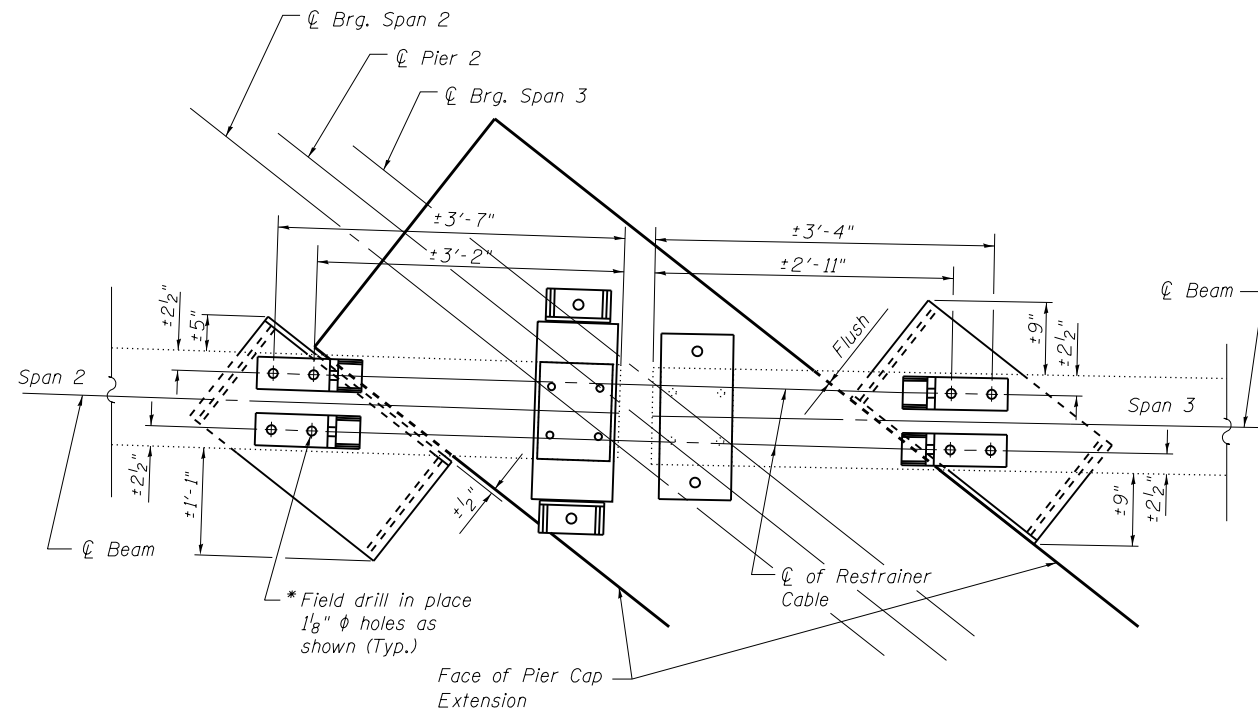 ℄ Brg. Span 2
℄ Pier 2
℄ Brg. Span 3
±3'-7"
±3'-2"
±3'-4"
±2'-11"
℄ Beam
±2½"
±5"
Flush
±9"
±2½"
Span 2
Span 3
±2½"
±1'-1"
±½"
±9"
±2½"
℄ Beam
* Field drill in place
1⅛" ϕ holes as
shown (Typ.)
℄ of Restrainer
Cable
Face of Pier Cap
Extension